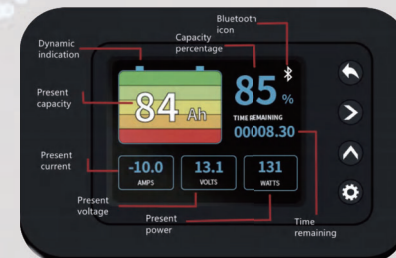 Bluetooth
icon
Capacity
percentage
Dynamic
indication
85 %
Present
capacity
84 Ah
TIME REMAINING
00008.30
Present
current
-10.0
AMPS
13.1
VOLTS
131
WATTS
Present
voltage
Present
power
Time
remaining